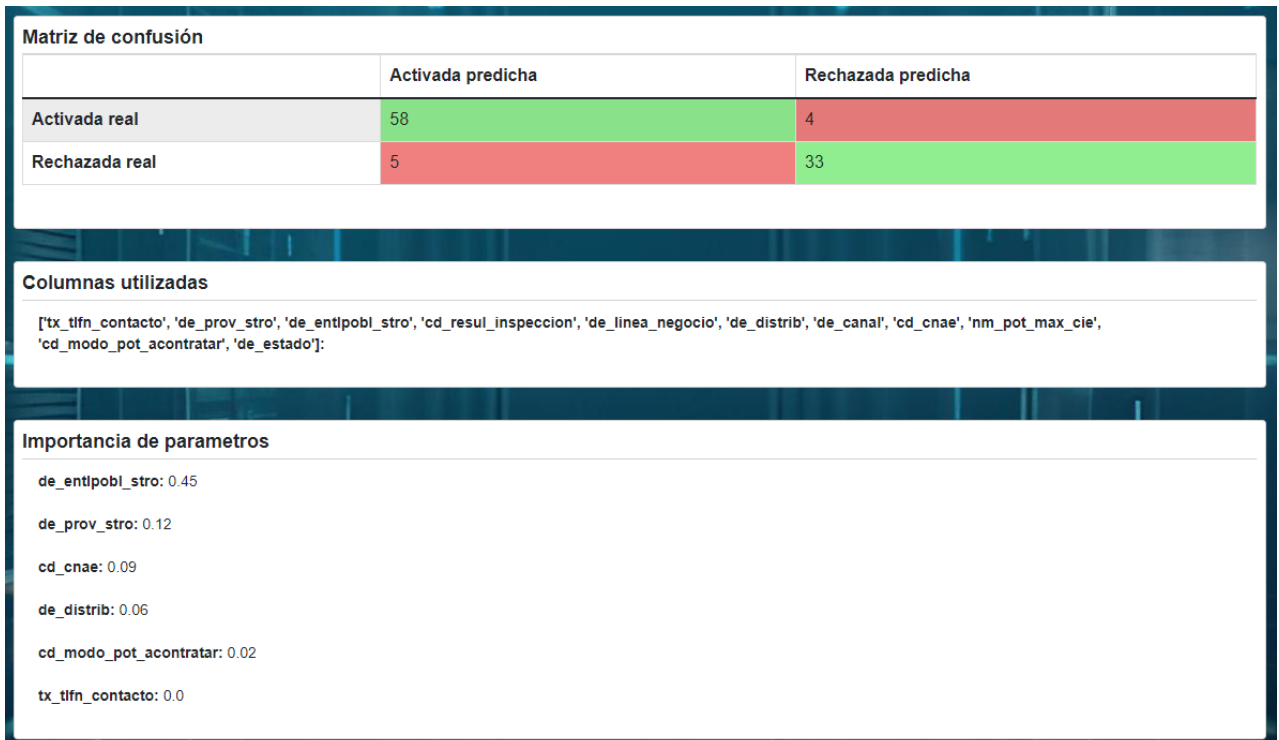 Matriz de confusión
Activada predicha Rechazada predicha
Activada real 58 4
Rechazada real 5 33
Columnas utilizadas
['tx_tlfn_contacto', 'de_prov_stro', 'de_entlpobl_stro', 'cd_resul_inspeccion', 'de_linea_negocio', 'de_distrib', 'de_canal', 'cd_cnae', 'nm_pot_max_cie',
'cd_modo_pot_acontratar', 'de_estado']:
Importancia de parametros
de_entlpobl_stro: 0.45
de_prov_stro: 0.12
cd_cnae: 0.09
de_distrib: 0.06
cd_modo_pot_acontratar: 0.02
tx_tlfn_contacto: 0.0